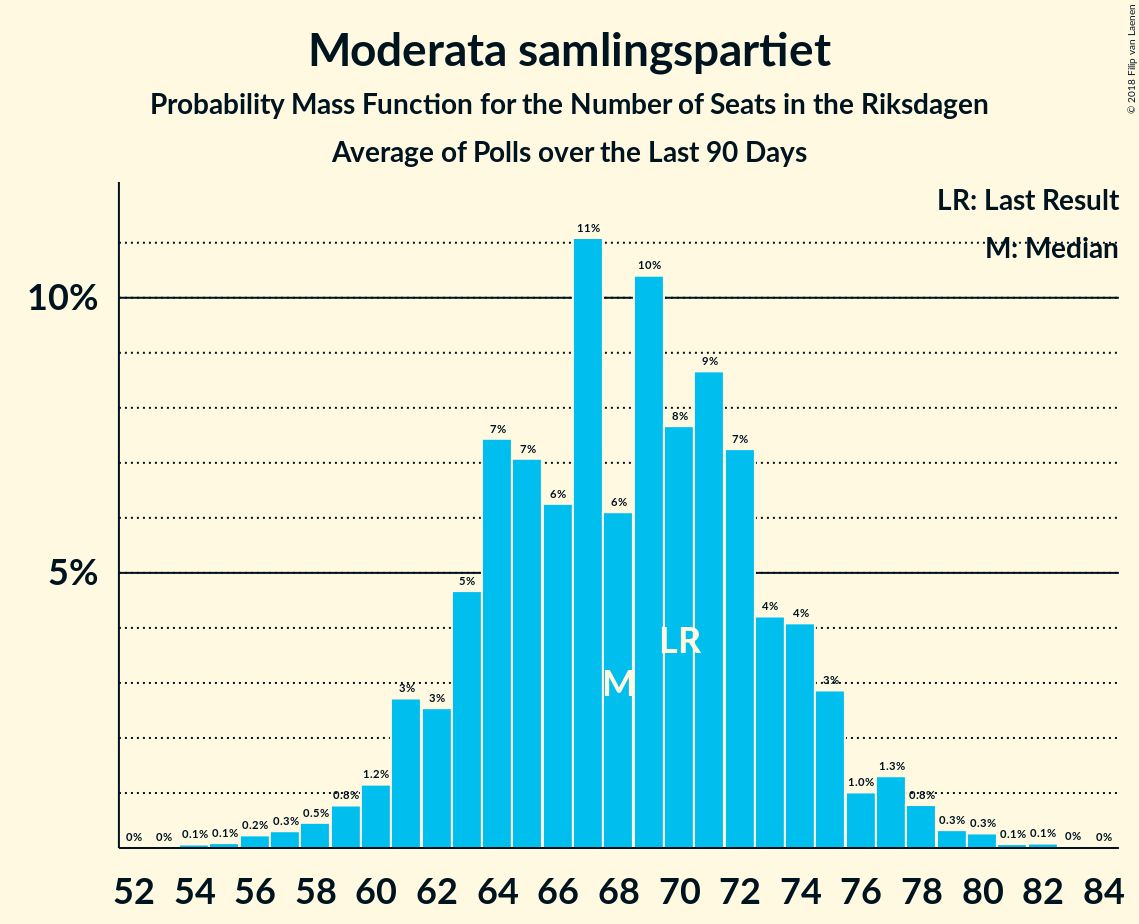 Moderata samlingspartiet
Probability Mass Function for the Number of Seats in the Riksdagen
Average of Polls over the Last 90 Days
© 2018 Filip van Laenen
LR: Last Result
M: Median
10%
5%
0% 0% 0.1% 0.1% 0.2% 0.3% 0.5% 0.8% 1.2% 3% 3% 5% 7% 7% 6% 11% 6% 10% 8% 9% 7% 4% 4% 3% 1.0% 1.3% 0.8% 0.3% 0.3% 0.1% 0.1% 0% 0%
LR
M
52 54 56 58 60 62 64 66 68 70 72 74 76 78 80 82 84